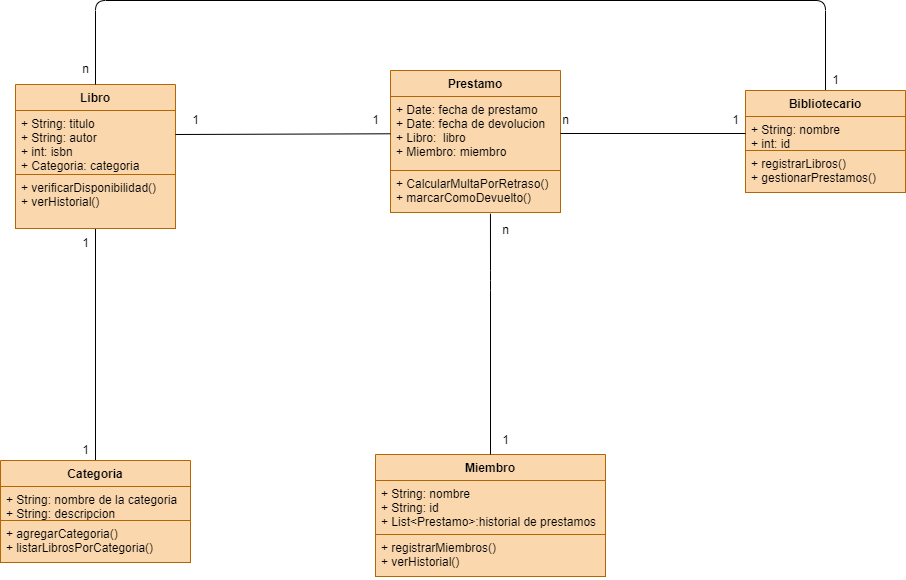 n
1
Libro
+ String: titulo
+ String: autor
+ int: isbn
+ Categoria: categoria
+ verificarDisponibilidad()
+ verHistorial()
1
1
Prestamo
+ Date: fecha de prestamo
+ Date: fecha de devolucion
+ Libro:  libro
+ Miembro: miembro
+ CalcularMultaPorRetraso()
+ marcarComoDevuelto()
n
1
Bibliotecario
+ String: nombre
+ int: id
+ registrarLibros()
+ gestionarPrestamos()
1
n
1
1
Categoria
+ String: nombre de la categoria
+ String: descripcion
+ agregarCategoria()
+ listarLibrosPorCategoria()
Miembro
+ String: nombre
+ String: id
+ List<Prestamo>:historial de prestamos
+ registrarMiembros()
+ verHistorial()